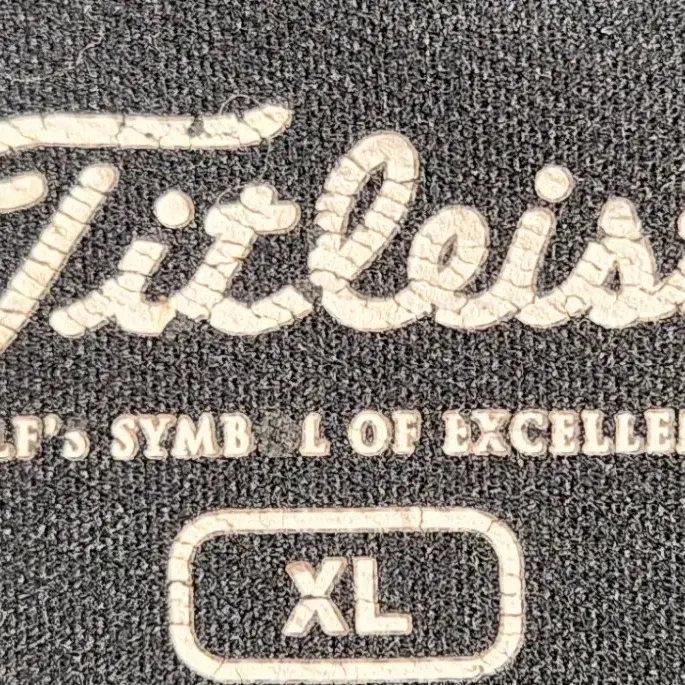 Titleis
LF's SYMB L OF EXCELLE
XL